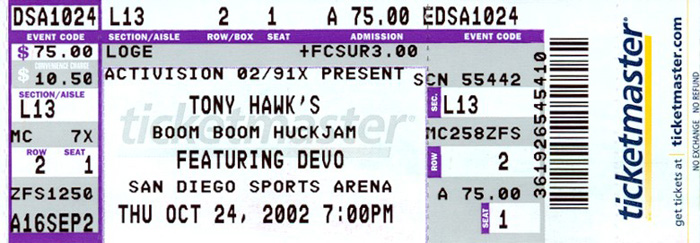 DSA1024 L13 2 1 A 75.00 EDSA1024
EVENT CODE SECTION/AISLE ROW/BOX SEAT ADMISSION EVENT CODE
$ 75.00 LOGE +FCSUR3.00
CONVENIENCE CHARGE
$ 10.50 ACTIVISION 02/91X PRESENT SCN 55442
SECTION/AISLE
L13 TONY HAWK'S SEC. L13
ticketmaster
MC 7X BOOM BOOM HUCKJAM MC258ZFS
ROW SEAT
2 1 FEATURING DEVO ROW 2
ZFS1250 SAN DIEGO SPORTS ARENA A 75.00
A16SEP2 THU OCT 24, 2002 7:00PM SEAT 1
361926545410
ticketmaster
get tickets at ticketmaster.com
NO EXCHANGE NO REFUND